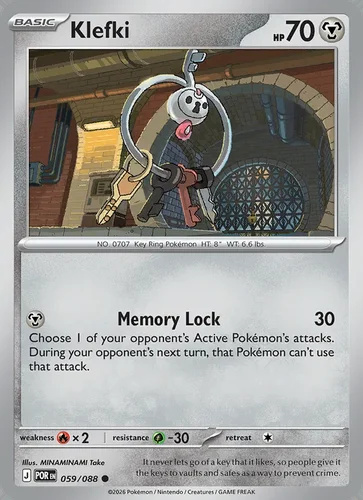 BASIC
Klefki
HP 70
NO. 0707 Key Ring Pokémon HT: 8" WT: 6.6 lbs.
Memory Lock 30
Choose 1 of your opponent's Active Pokémon's attacks.
During your opponent's next turn, that Pokémon can't use
that attack.
weakness × 2 resistance -30 retreat
Illus. MINAMINAMI Take
It never lets go of a key that it likes, so people give it
the keys to vaults and safes as a way to prevent crime.
J POR EN 059/088
©2026 Pokémon / Nintendo / Creatures / GAME FREAK